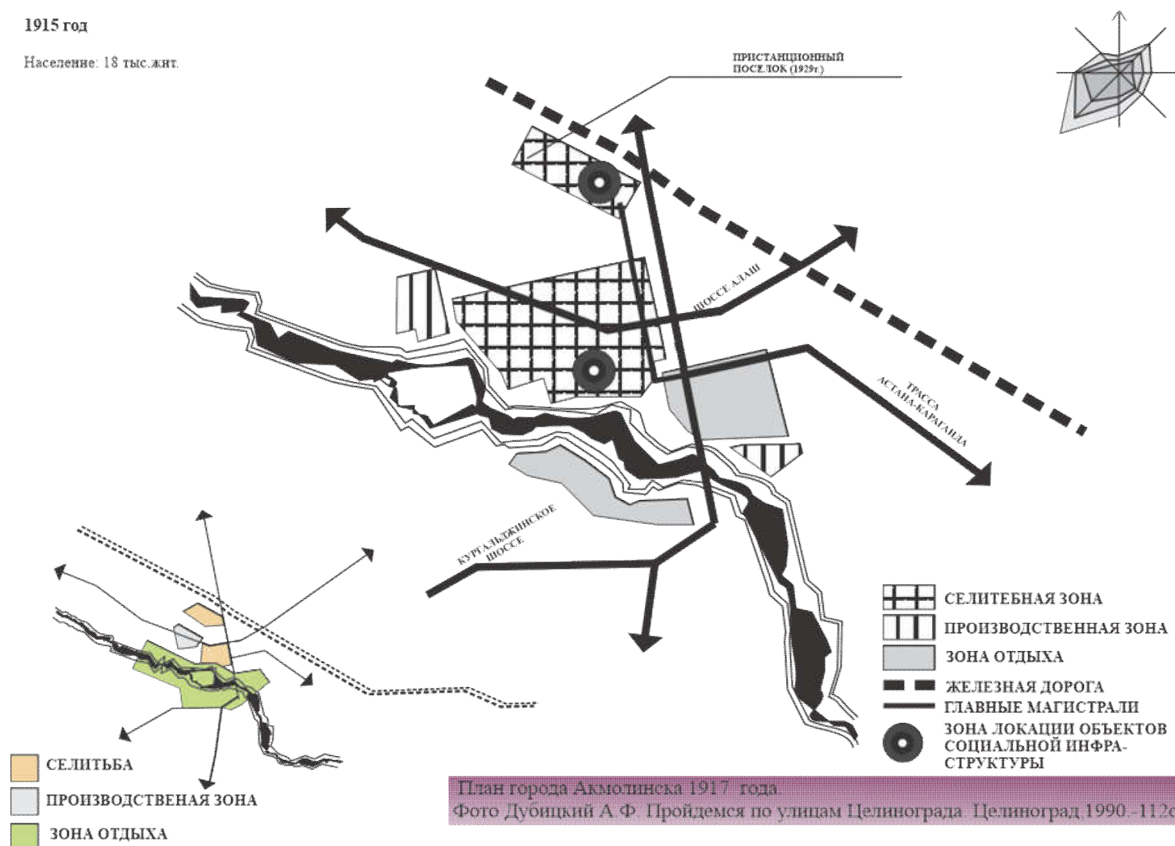 1915 год
Население: 18 тыс.жит.
ПРИСТАНЦИОННЫЙ
ПОСЕЛОК (1929г.)
ШОССЕ АЛАШ
ТРАССА
АСТАНА-КАРАГАНДА
КУРГАЛЬДЖИНСКОЕ
ШОССЕ
СЕЛИТЕБНАЯ ЗОНА
ПРОИЗВОДСТВЕННАЯ ЗОНА
ЗОНА ОТДЫХА
ЖЕЛЕЗНАЯ ДОРОГА
ГЛАВНЫЕ МАГИСТРАЛИ
ЗОНА ЛОКАЦИИ ОБЪЕКТОВ
СОЦИАЛЬНОЙ ИНФРА-
СТРУКТУРЫ
СЕЛИТЬБА
ПРОИЗВОДСТВЕНАЯ ЗОНА
ЗОНА ОТДЫХА
План города Акмолинска 1917 года.
Фото Дубицкий А.Ф. Пройдемся по улицам Целинограда. Целиноград,1990.-112с